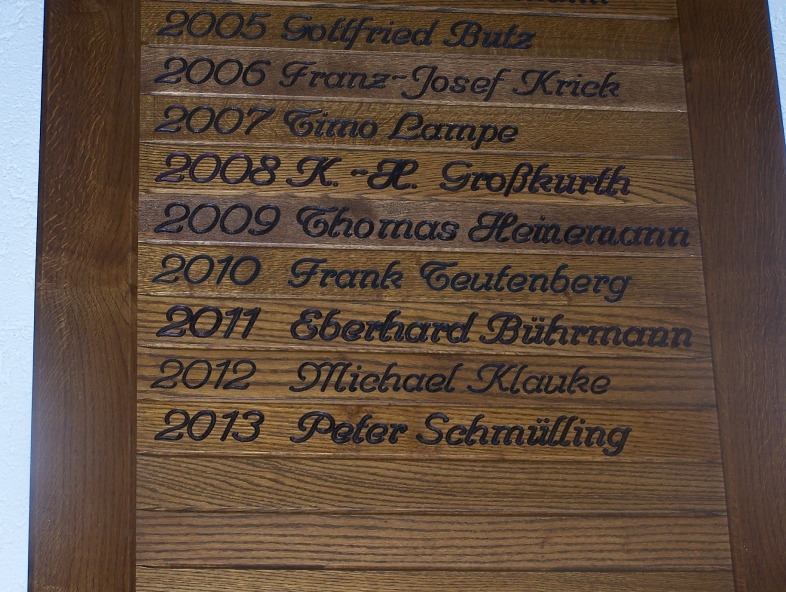 2005 Gottfried Butz
2006 Franz-Josef Krick
2007 Timo Lampe
2008 K.-H. Großkurth
2009 Thomas Heinemann
2010 Frank Teutenberg
2011 Eberhard Bührmann
2012 Michael Klauke
2013 Peter Schmülling